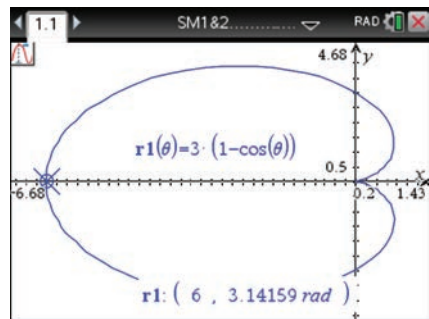 1.1 SM1&2............. RAD
4.68 y
r1(θ)=3·(1-cos(θ))
0.5 x
-6.68 0.2 1.43
r1: ( 6 , 3.14159 rad )